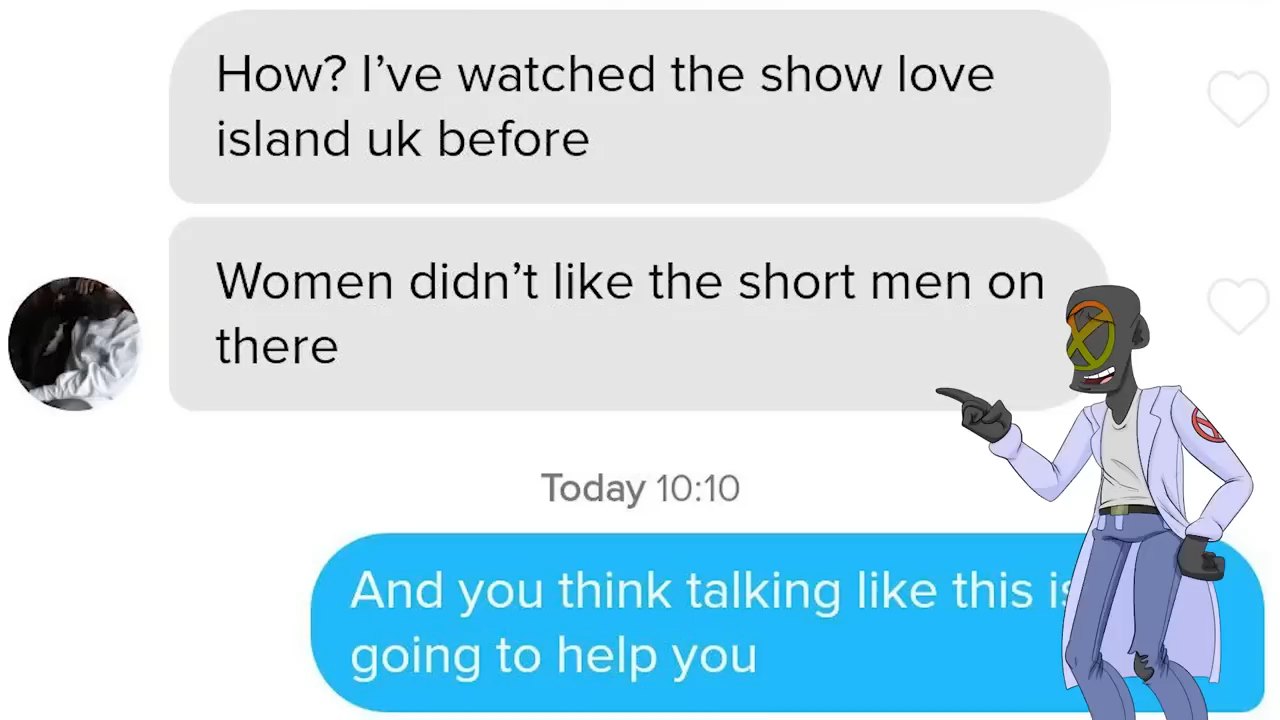 How? I’ve watched the show love
island uk before
Women didn’t like the short men on
there
Today 10:10
And you think talking like this is
going to help you